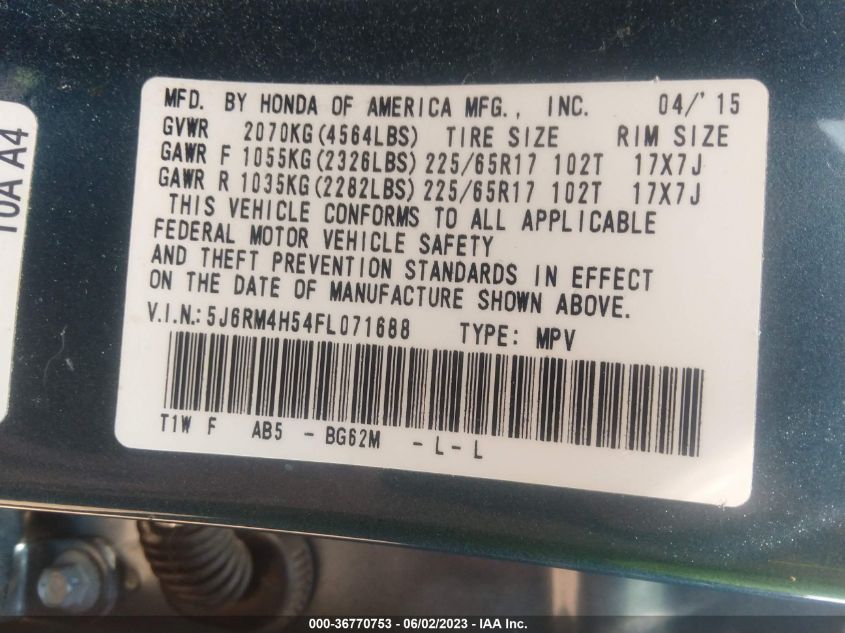 MFD. BY HONDA OF AMERICA MFG., INC. 04/'15
GVWR 2070KG(4564LBS) TIRE SIZE RIM SIZE
GAWR F 1055KG(2326LBS) 225/65R17 102T 17X7J
GAWR R 1035KG(2282LBS) 225/65R17 102T 17X7J
THIS VEHICLE CONFORMS TO ALL APPLICABLE
FEDERAL MOTOR VEHICLE SAFETY
AND THEFT PREVENTION STANDARDS IN EFFECT
ON THE DATE OF MANUFACTURE SHOWN ABOVE.
V.I.N.: 5J6RM4H54FL071688 TYPE: MPV
T1W F AB5 - BG62M - L - L
10A A4
000-36770753 - 06/02/2023 - IAA Inc.